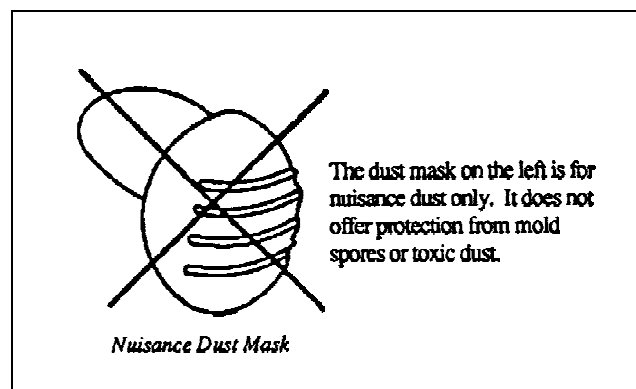 The dust mask on the left is for
nuisance dust only.  It does not
offer protection from mold
spores or toxic dust.
Nuisance Dust Mask